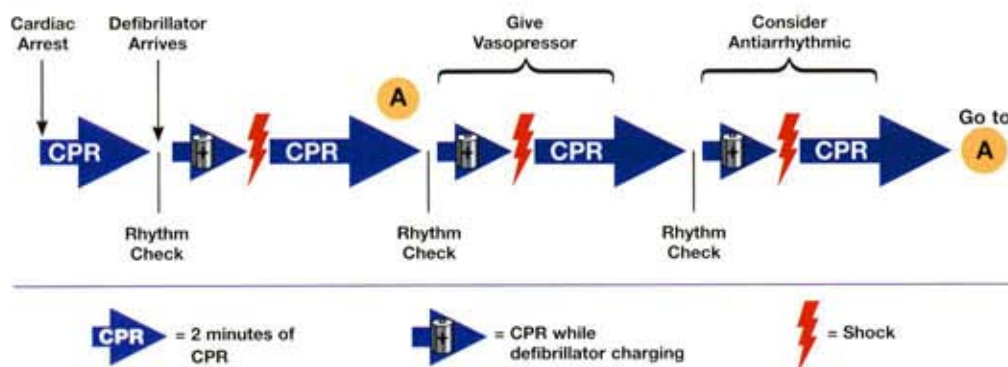 Cardiac
Arrest
Defibrillator
Arrives
Give
Vasopressor
Consider
Antiarrhythmic
A
Go to
A
CPR
CPR
CPR
CPR
Rhythm
Check
Rhythm
Check
Rhythm
Check
CPR
= 2 minutes of
CPR
= CPR while
defibrillator charging
= Shock